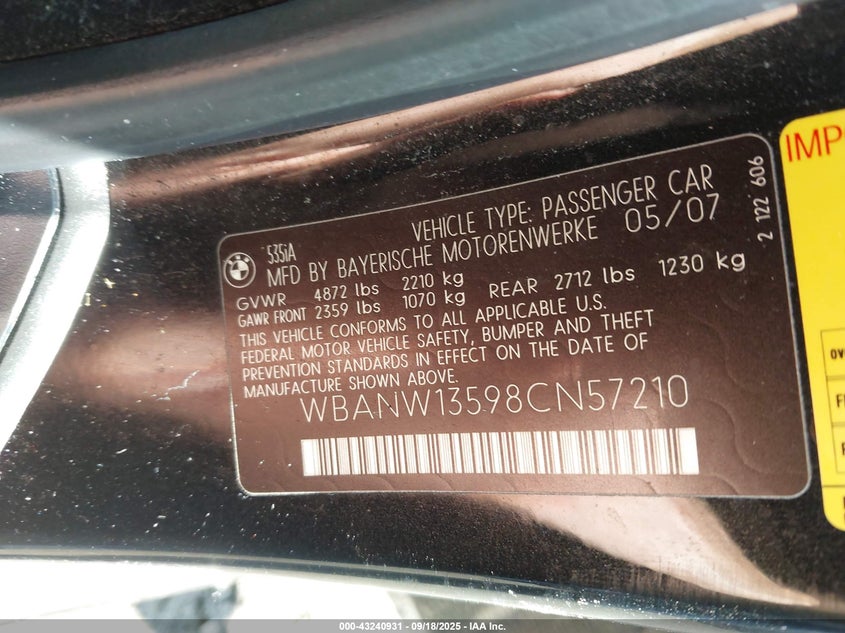 535iA
VEHICLE TYPE: PASSENGER CAR
MFD BY BAYERISCHE MOTORENWERKE 05/07
GVWR 4872 lbs 2210 kg
GAWR FRONT 2359 lbs 1070 kg REAR 2712 lbs 1230 kg
THIS VEHICLE CONFORMS TO ALL APPLICABLE U.S.
FEDERAL MOTOR VEHICLE SAFETY, BUMPER AND THEFT
PREVENTION STANDARDS IN EFFECT ON THE DATE OF
MANUFACTURE SHOWN ABOVE.
WBANW13598CN57210
2 122 606
IMP
OV
000-43240931 - 09/18/2025 - IAA Inc.